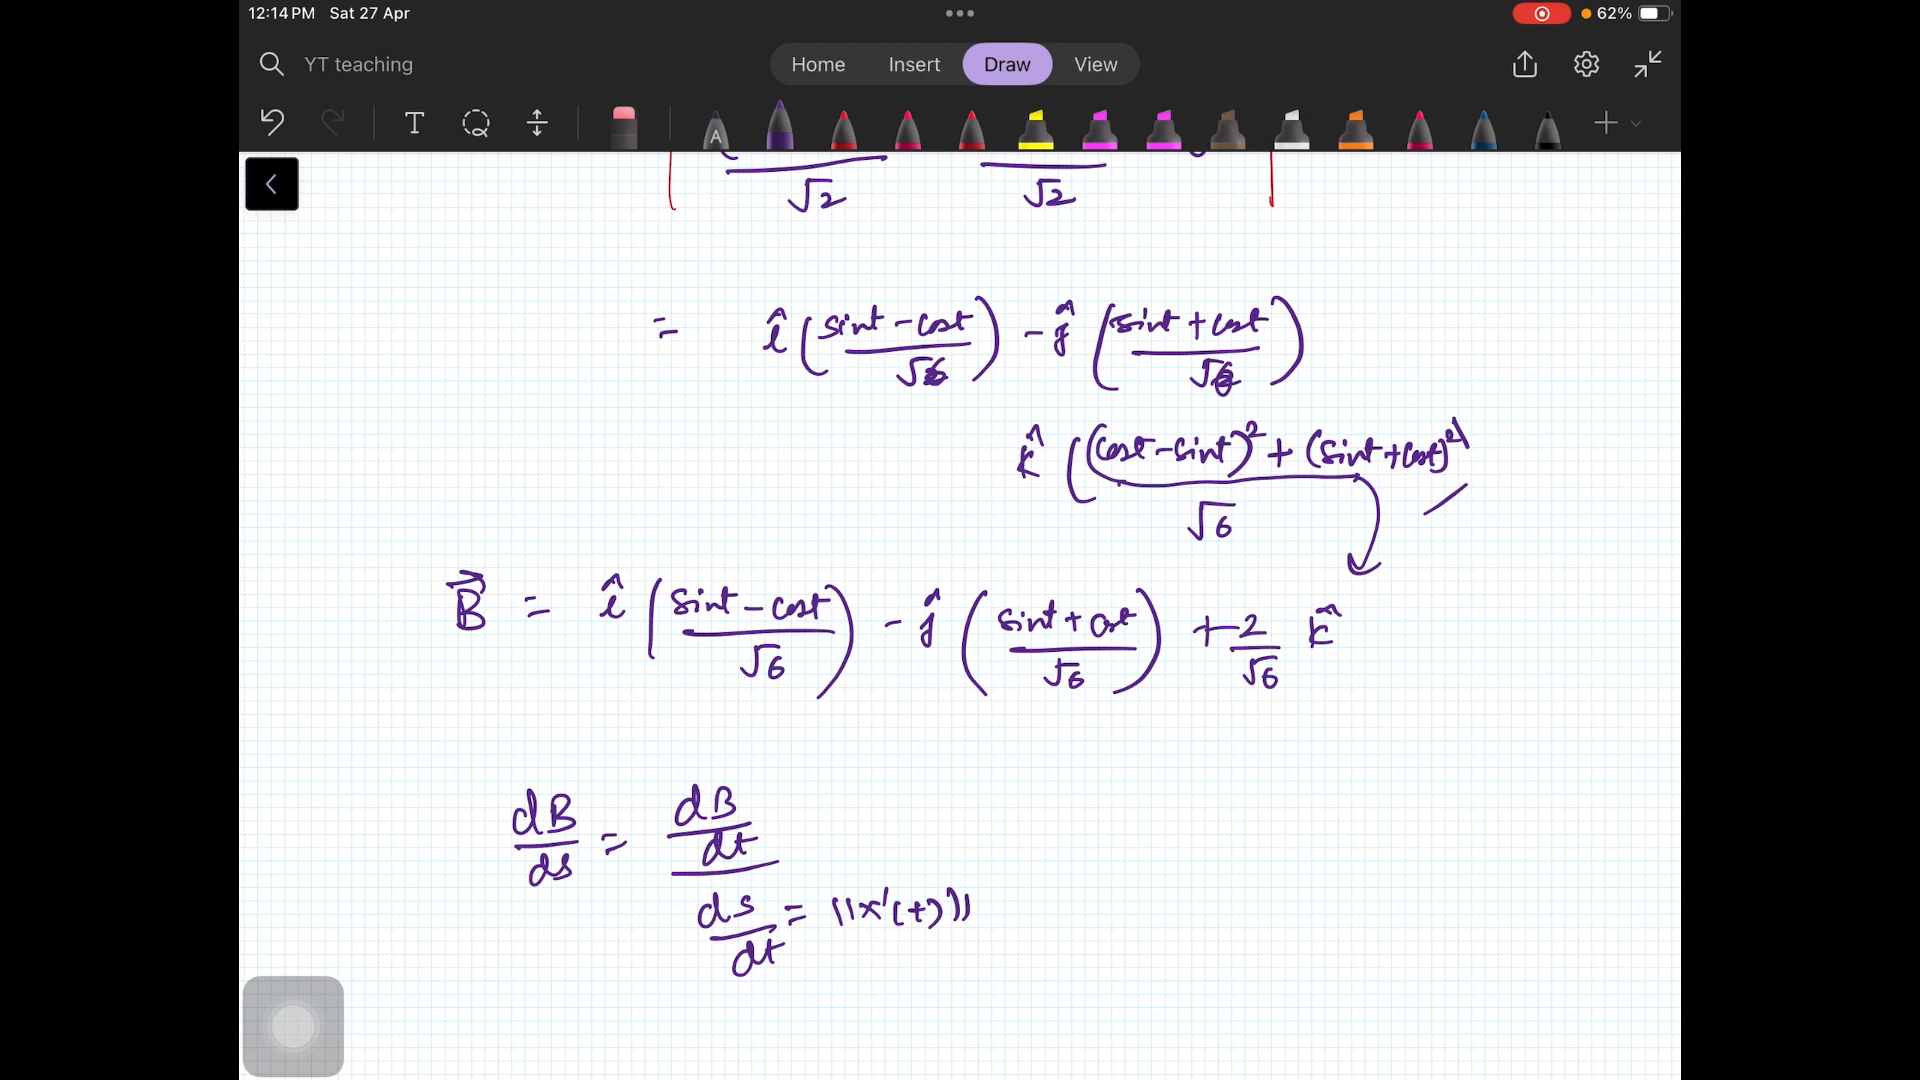 12:14 PM Sat 27 Apr
62%
YT teaching
Home Insert Draw View
T A
√2 √2
= î (sint - cost / √6) - ĵ (sint + cost / √6)
k̂ ((cost - sint)² + (sint + cost)² / √6)
B⃗ = î (sint - cost / √6) - ĵ (sint + cost / √6) + 2/√6 k̂
dB/ds = dB/dt
ds/dt = ||x'(t)||